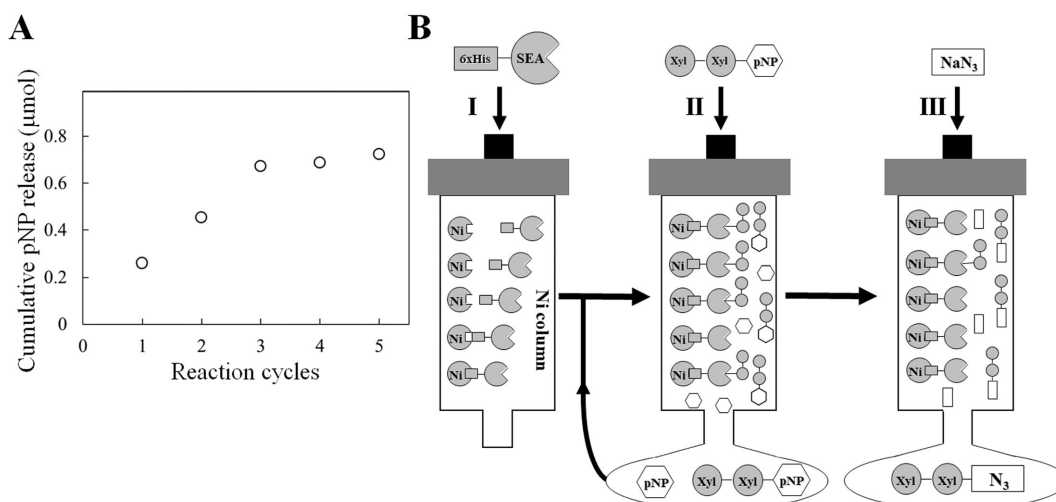 A
Cumulative pNP release (μmol)
0.8
0.6
0.4
0.2
0
0 1 2 3 4 5
Reaction cycles
B
6xHis SEA
I
Xyl Xyl pNP
II
NaN3
III
Ni
Ni
Ni
Ni
Ni
Ni column
Ni
Ni
Ni
Ni
Ni
Ni
Ni
Ni
Ni
Ni
pNP Xyl Xyl pNP
Xyl Xyl N3